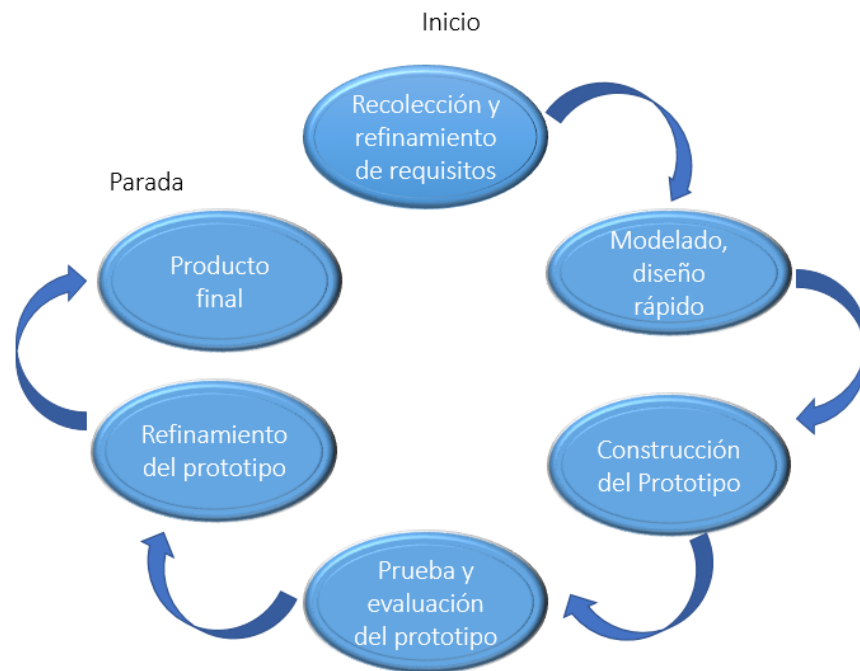 Inicio
Recolección y
refinamiento
de requisitos
Modelado,
diseño
rápido
Construcción
del Prototipo
Prueba y
evaluación
del prototipo
Refinamiento
del prototipo
Parada
Producto
final